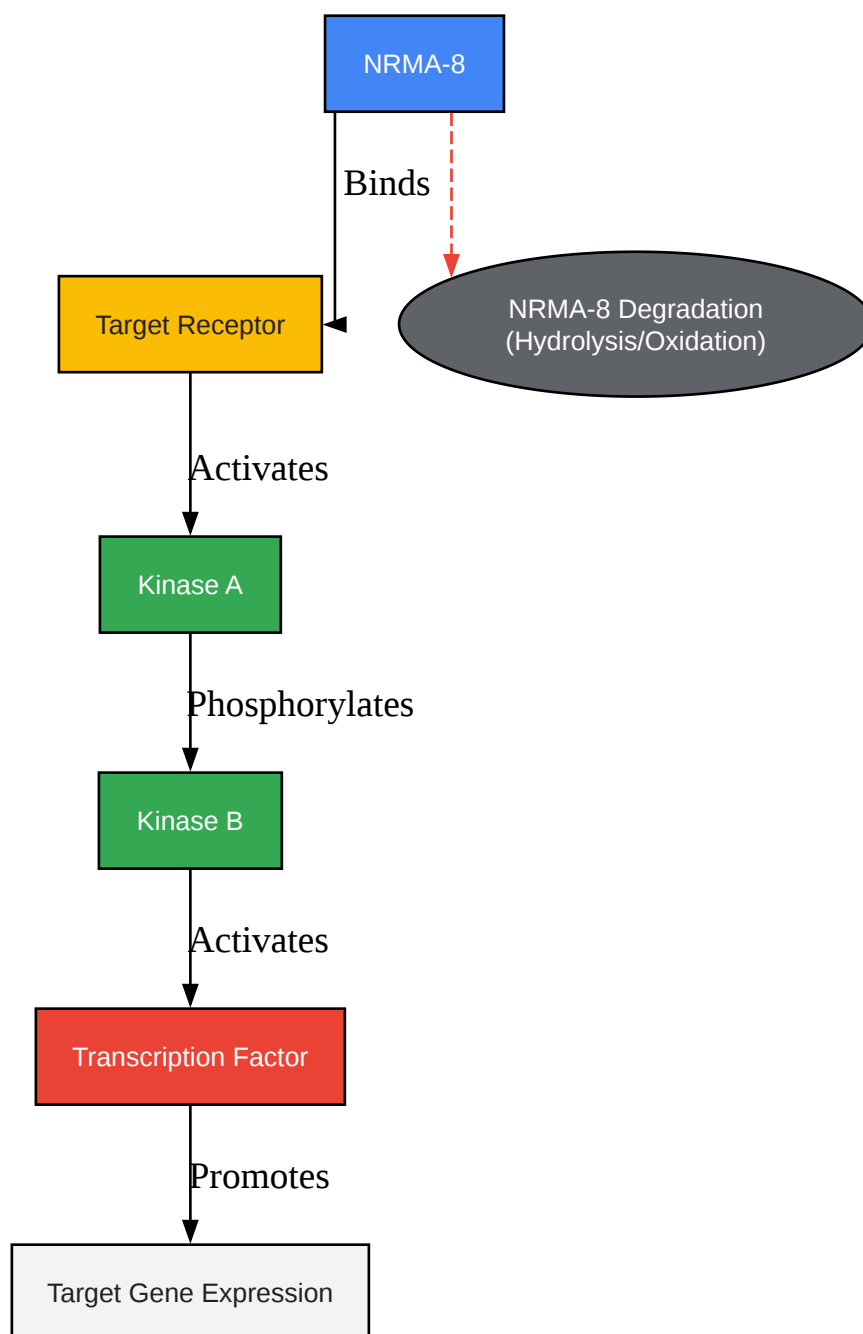 NRMA-8
Binds
Target Receptor
NRMA-8 Degradation
(Hydrolysis/Oxidation)
Activates
Kinase A
Phosphorylates
Kinase B
Activates
Transcription Factor
Promotes
Target Gene Expression